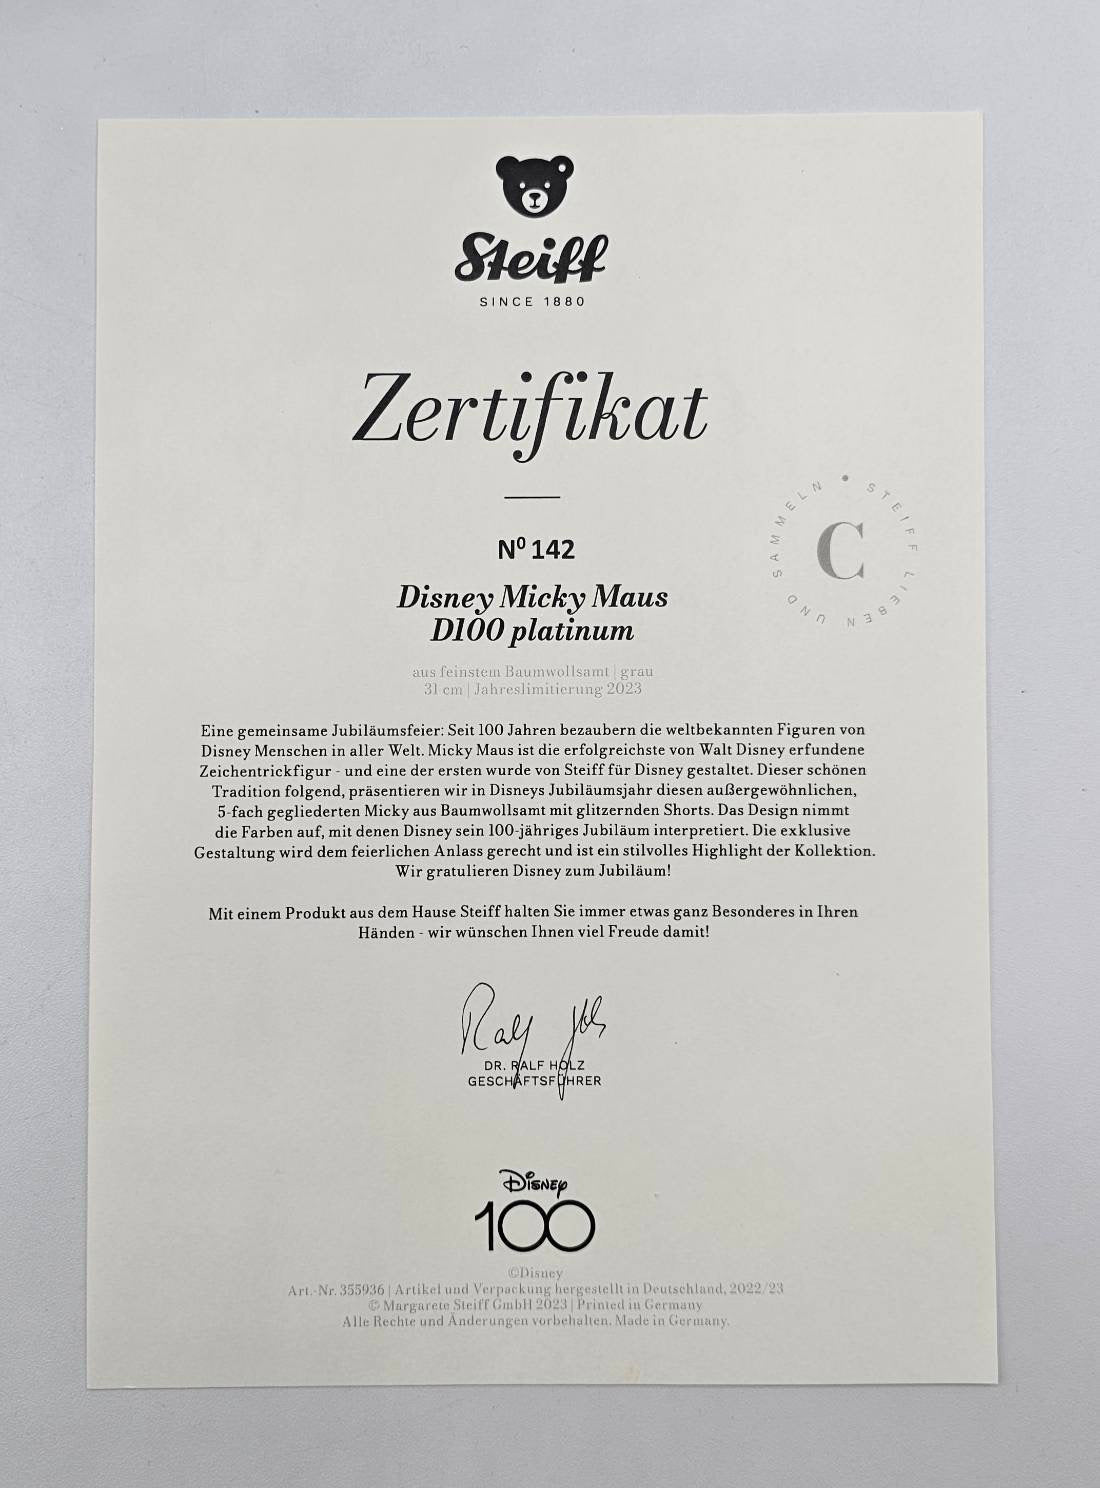 Steiff
SINCE 1880
Zertifikat
STEIFF LIEBEN UND SAMMELN
C
Nº 142
Disney Micky Maus
D100 platinum
aus feinstem Baumwollsamt | grau
31 cm | Jahreslimitierung 2023
Eine gemeinsame Jubiläumsfeier: Seit 100 Jahren bezaubern die weltbekannten Figuren von
Disney Menschen in aller Welt. Micky Maus ist die erfolgreichste von Walt Disney erfundene
Zeichentrickfigur - und eine der ersten wurde von Steiff für Disney gestaltet. Dieser schönen
Tradition folgend, präsentieren wir in Disneys Jubiläumsjahr diesen außergewöhnlichen,
5-fach gegliederten Micky aus Baumwollsamt mit glitzernden Shorts. Das Design nimmt
die Farben auf, mit denen Disney sein 100-jähriges Jubiläum interpretiert. Die exklusive
Gestaltung wird dem feierlichen Anlass gerecht und ist ein stilvolles Highlight der Kollektion.
Wir gratulieren Disney zum Jubiläum!
Mit einem Produkt aus dem Hause Steiff halten Sie immer etwas ganz Besonderes in Ihren
Händen - wir wünschen Ihnen viel Freude damit!
Ralf Holz
DR. RALF HOLZ
GESCHÄFTSFÜHRER
Disney
100
©Disney
Art.-Nr. 355936 | Artikel und Verpackung hergestellt in Deutschland, 2022/23
© Margarete Steiff GmbH 2023 | Printed in Germany
Alle Rechte und Änderungen vorbehalten. Made in Germany.